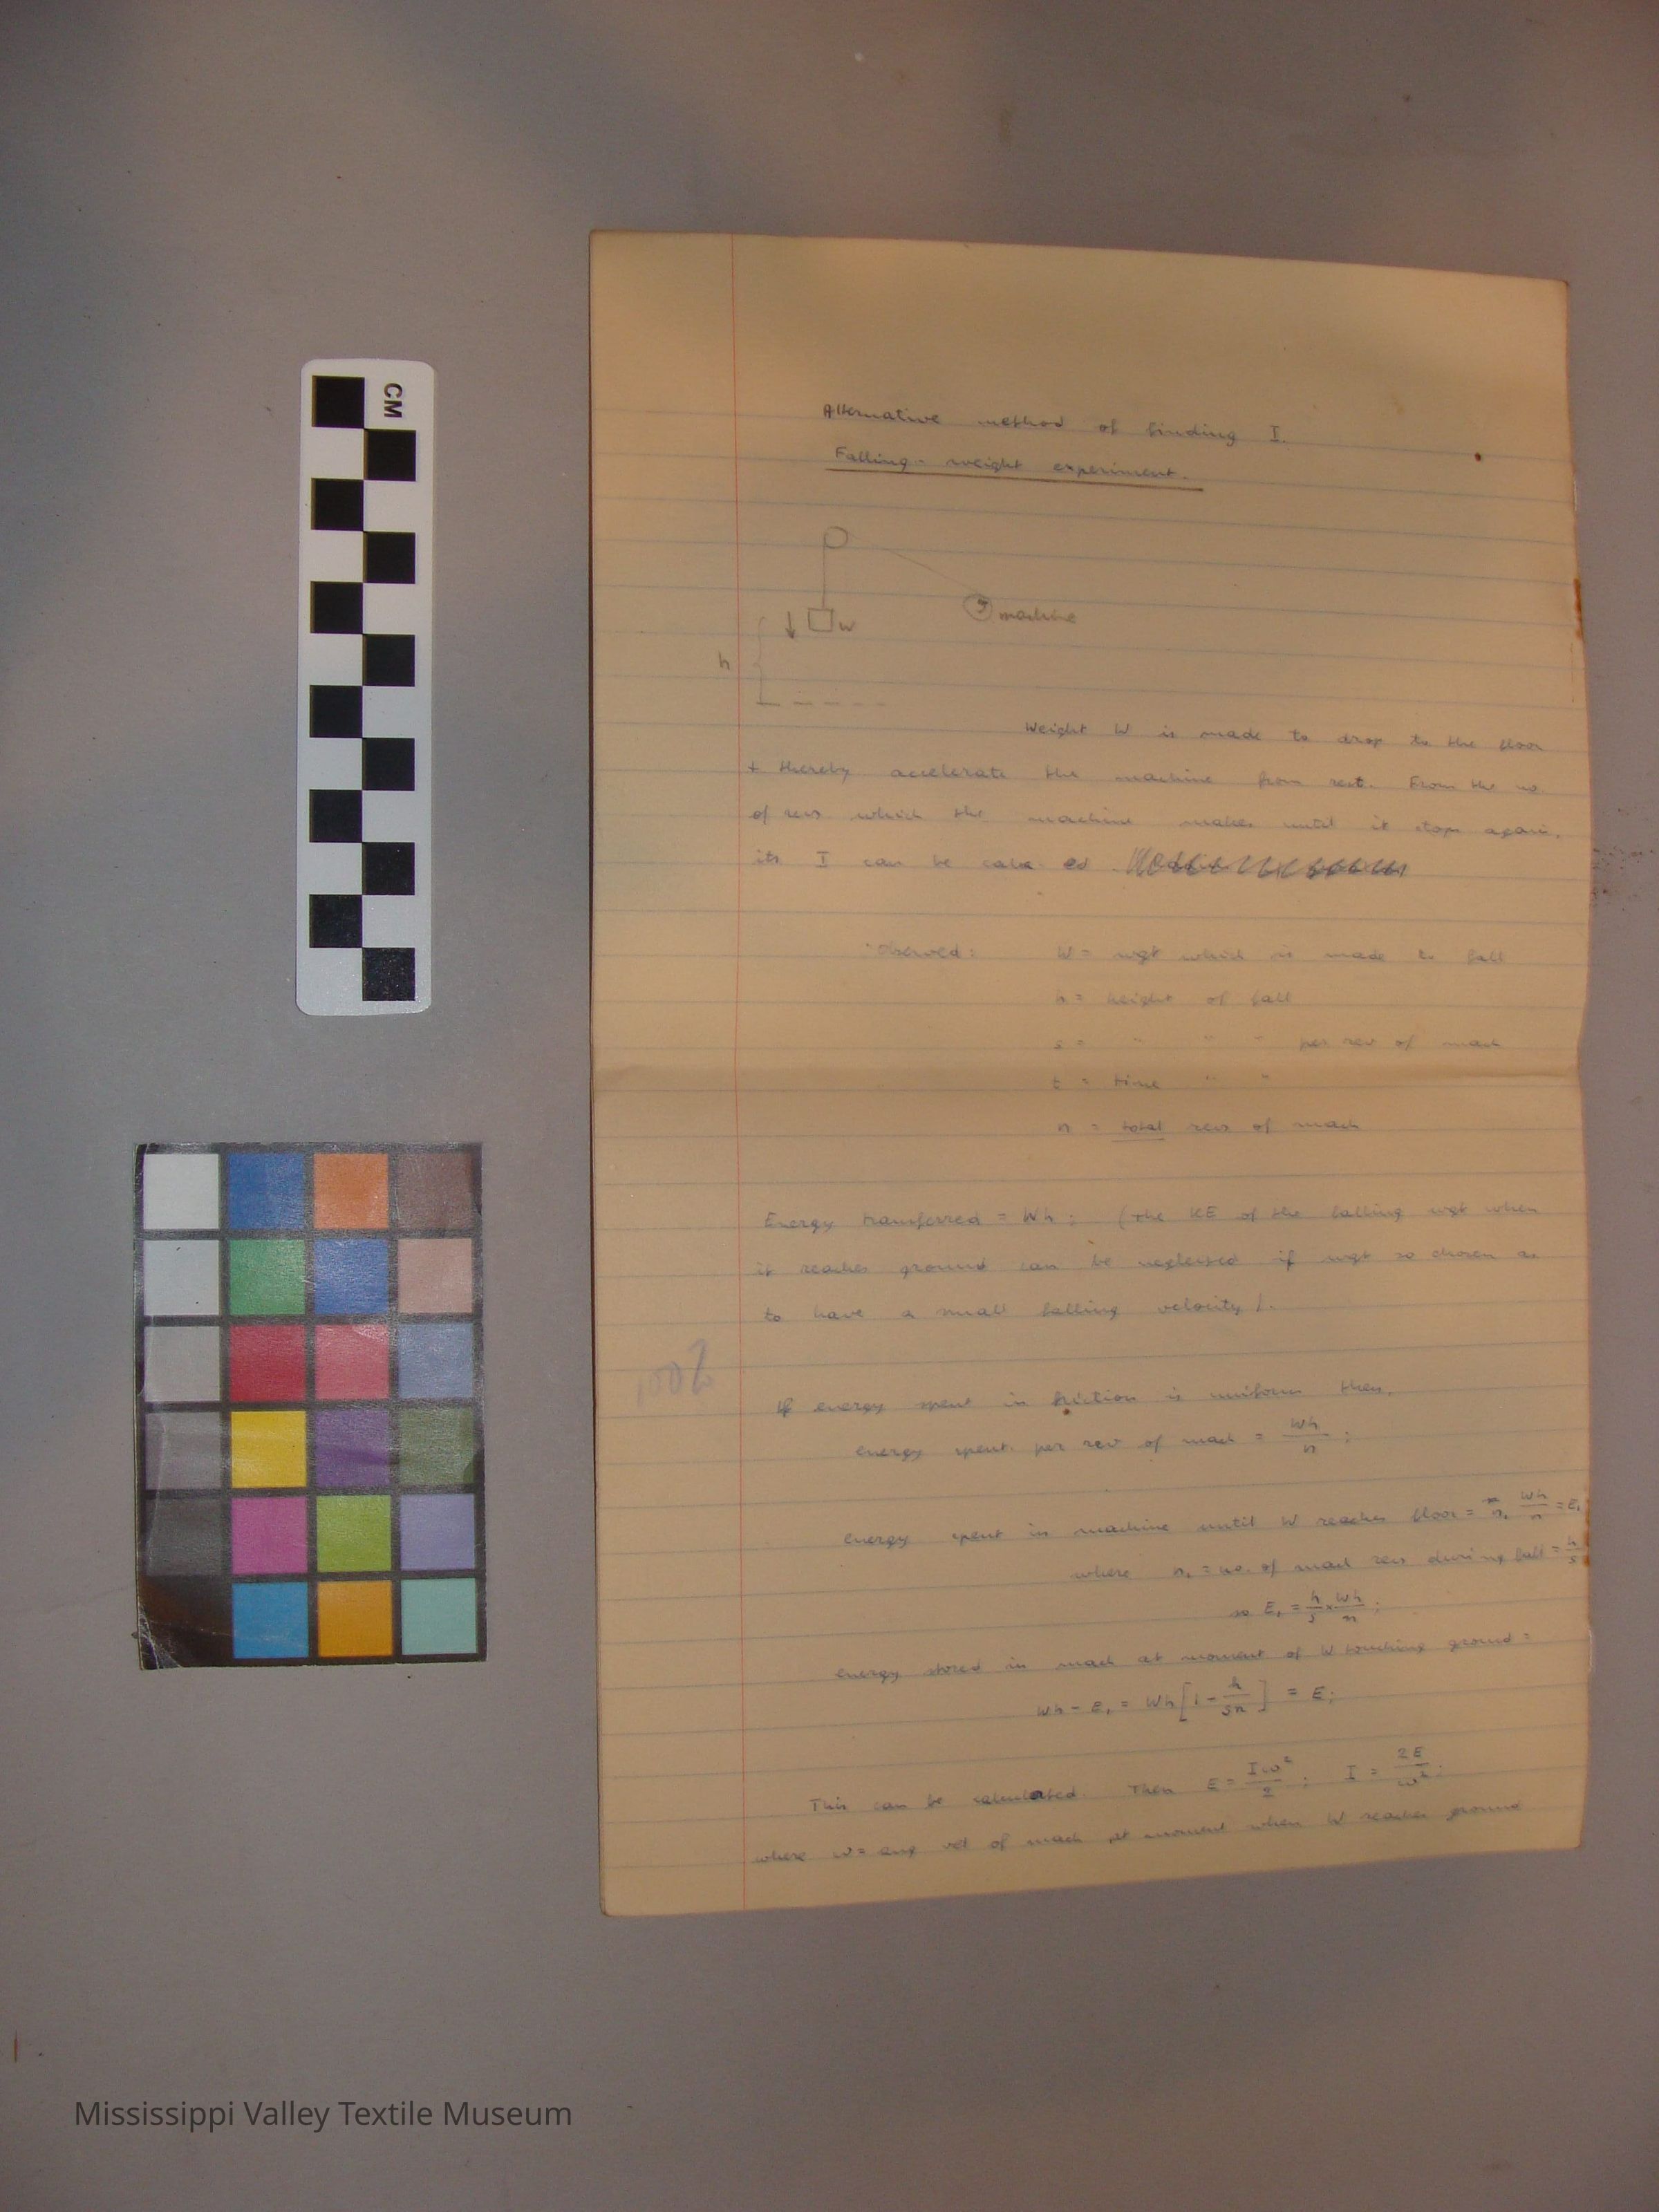 CM
Alternative method of finding I.
Falling-weight experiment.
W
machine
h
Weight W is made to drop to the floor
+ thereby accelerate the machine from rest. From the no.
of revs which the machine makes until it stops again,
its I can be calc ed
Observed: W = wgt which is made to fall
h = height of fall
s = " " " per rev of mach
t = time " "
n = total revs of mach
Energy transferred = Wh; (The KE of the falling wgt when
it reaches ground can be neglected if wgt so chosen as
to have a small falling velocity).
If energy spent in friction is uniform then,
energy spent per rev of mach = Wh/n;
energy spent in machine until W reaches floor = n₁ Wh/n = E₁
where n₁ = no. of mach revs during fall = h/s
so E₁ = h/s × Wh/n;
energy stored in mach at moment of W touching ground =
Wh - E₁ = Wh[1 - h/sn] = E;
This can be calculated. Then E = Iω²/2; I = 2E/ω²;
where ω = ang vel of mach at moment when W reaches ground
Mississippi Valley Textile Museum